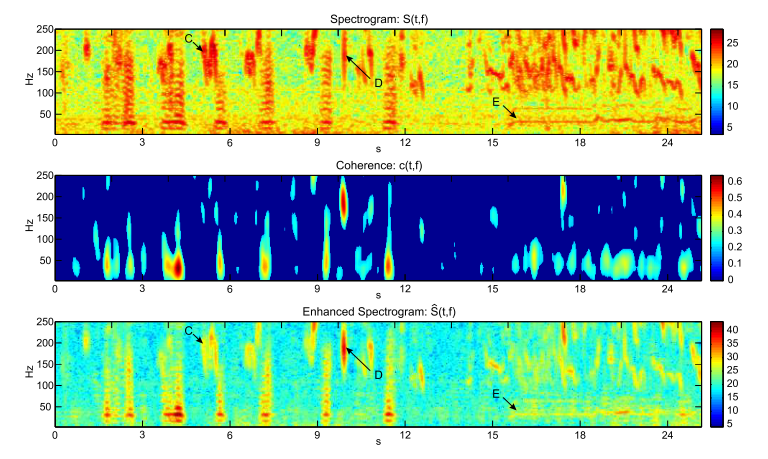 Spectrogram: S(t,f)
250
200
150
100
50
Hz
C
D
E
0 3 6 9 12 15 18 21 24
s
25
20
15
10
5
Coherence: c(t,f)
250
200
150
100
50
Hz
0 3 6 9 12 15 18 21 24
s
0.6
0.5
0.4
0.3
0.2
0.1
0
Enhanced Spectrogram: Ŝ(t,f)
250
200
150
100
50
Hz
C
D
E
0 3 6 9 12 15 18 21 24
s
40
35
30
25
20
15
10
5